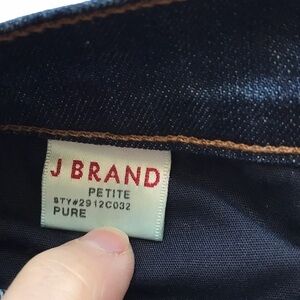 J BRAND
PETITE
STY#2912C032
PURE